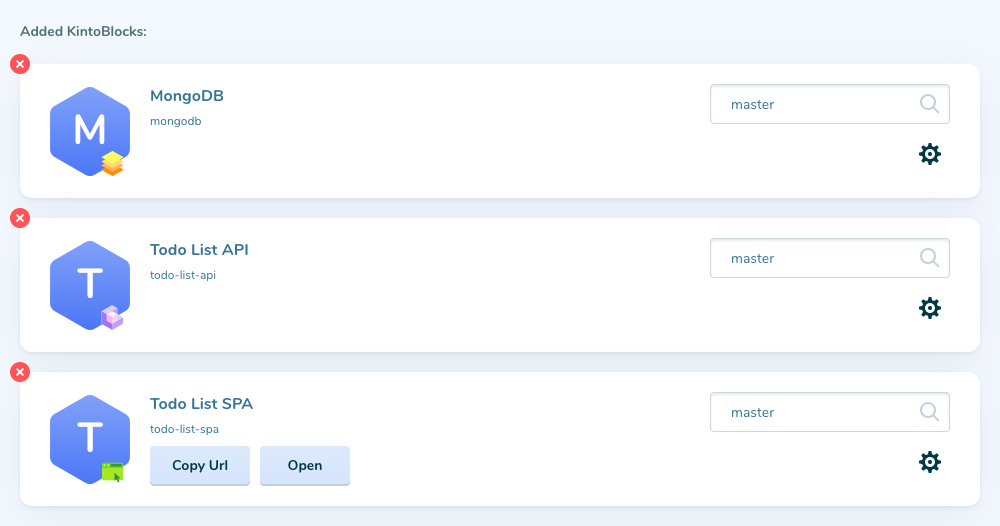 Added KintoBlocks:
M
MongoDB
mongodb
master
T
Todo List API
todo-list-api
master
T
Todo List SPA
todo-list-spa
master
Copy Url
Open